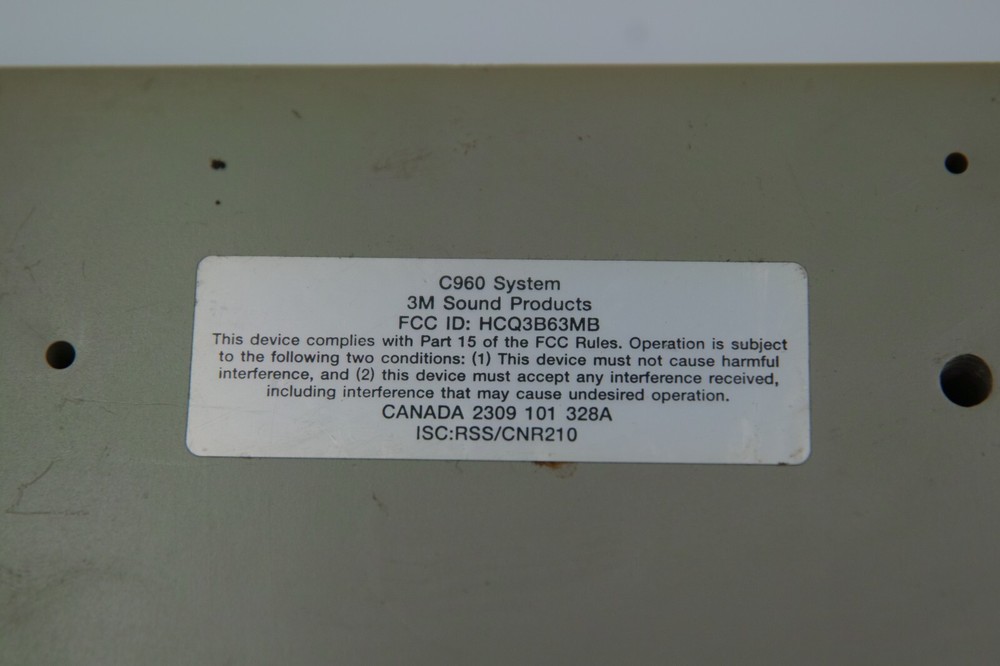 C960 System
3M Sound Products
FCC ID: HCQ3B63MB
This device complies with Part 15 of the FCC Rules. Operation is subject
to the following two conditions: (1) This device must not cause harmful
interference, and (2) this device must accept any interference received,
including interference that may cause undesired operation.
CANADA 2309 101 328A
ISC:RSS/CNR210